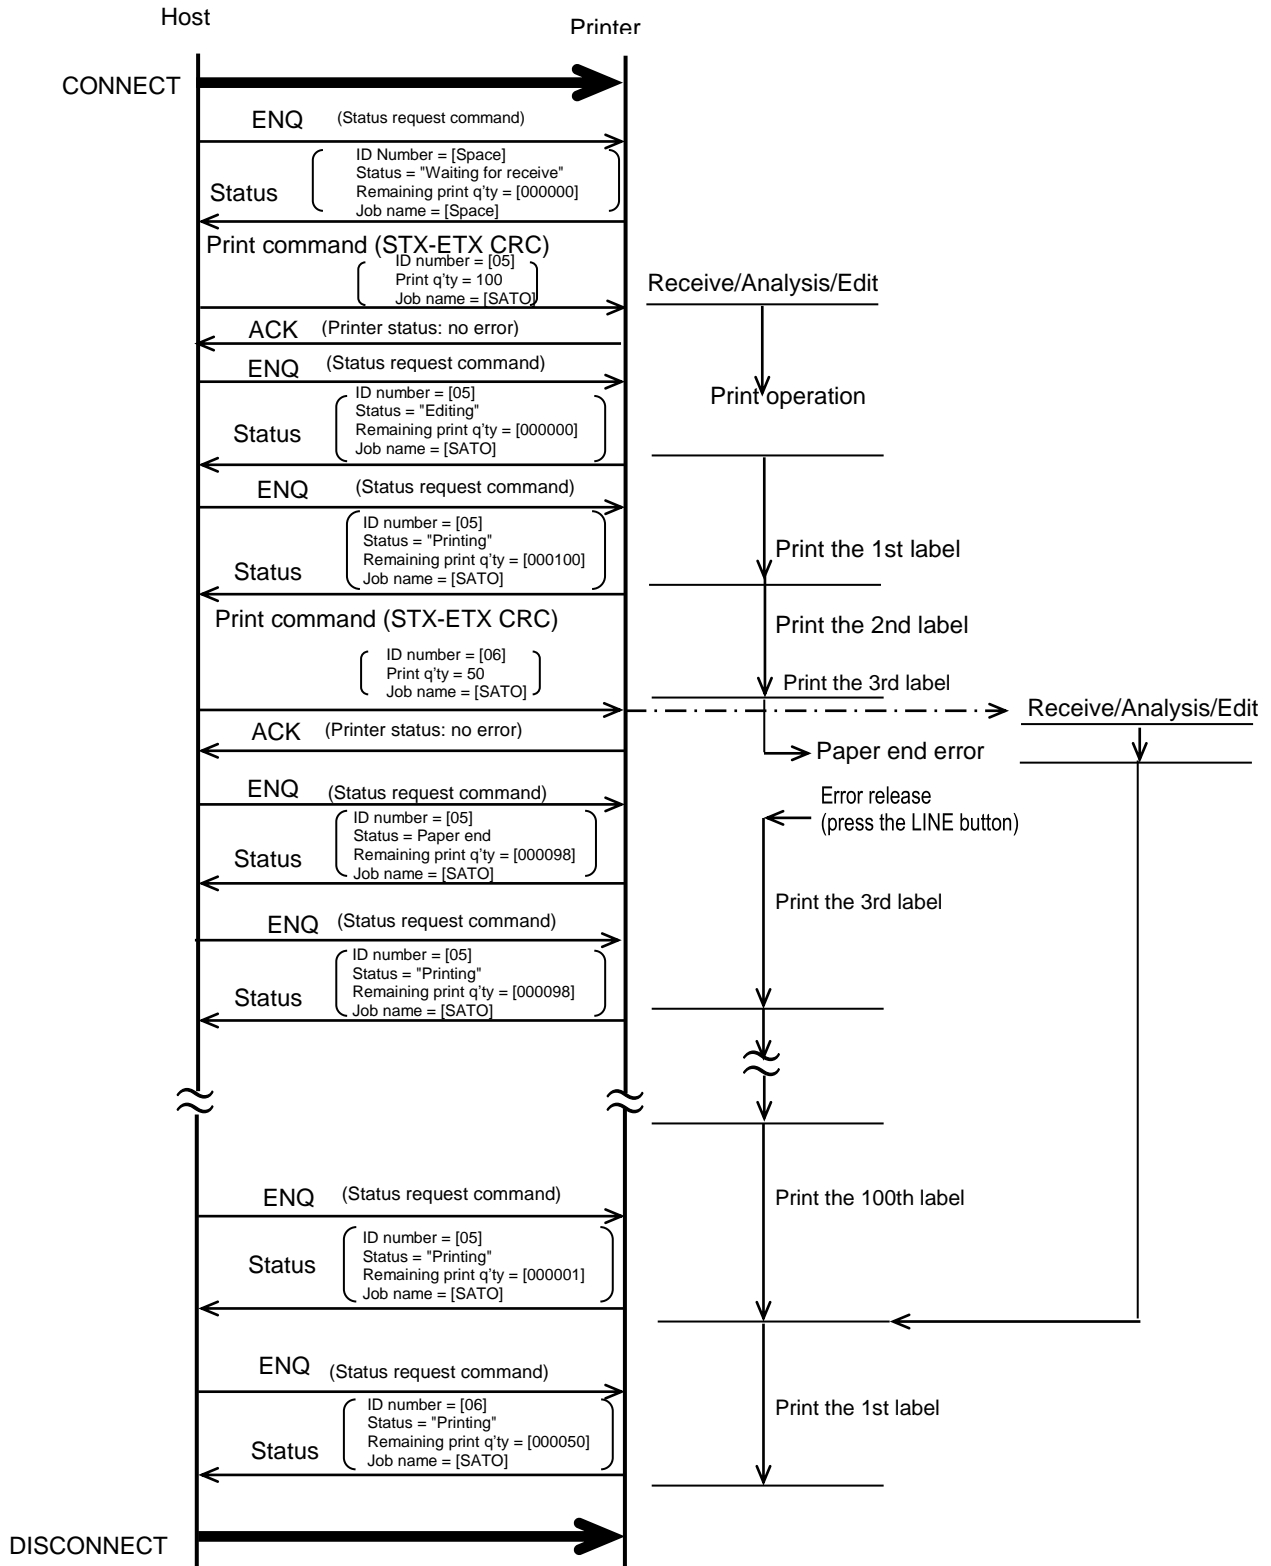 Host
Printer
CONNECT
ENQ (Status request command)
ID Number = [Space]
Status = "Waiting for receive"
Remaining print q'ty = [000000]
Job name = [Space]
Status
Print command (STX-ETX CRC)
ID number = [05]
Print q'ty = 100
Job name = [SATO]
Receive/Analysis/Edit
ACK (Printer status: no error)
ENQ (Status request command)
Print operation
ID number = [05]
Status = "Editing"
Remaining print q'ty = [000000]
Job name = [SATO]
Status
ENQ (Status request command)
ID number = [05]
Status = "Printing"
Remaining print q'ty = [000100]
Job name = [SATO]
Status
Print the 1st label
Print command (STX-ETX CRC)
Print the 2nd label
ID number = [06]
Print q'ty = 50
Job name = [SATO]
Print the 3rd label
Receive/Analysis/Edit
ACK (Printer status: no error)
Paper end error
ENQ (Status request command)
Error release
(press the LINE button)
ID number = [05]
Status = Paper end
Remaining print q'ty = [000098]
Job name = [SATO]
Status
Print the 3rd label
ENQ (Status request command)
ID number = [05]
Status = "Printing"
Remaining print q'ty = [000098]
Job name = [SATO]
Status
ENQ (Status request command)
Print the 100th label
ID number = [05]
Status = "Printing"
Remaining print q'ty = [000001]
Job name = [SATO]
Status
ENQ (Status request command)
ID number = [06]
Status = "Printing"
Remaining print q'ty = [000050]
Job name = [SATO]
Status
Print the 1st label
DISCONNECT